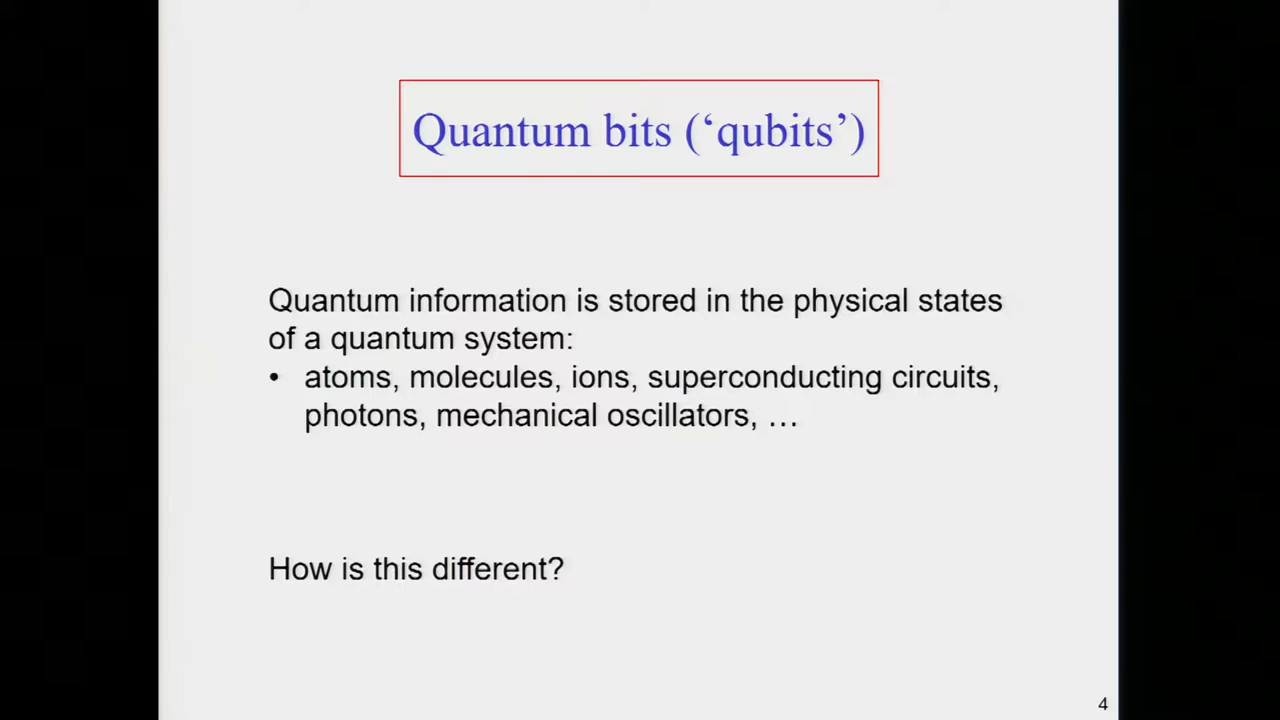 Quantum bits (‘qubits’)
Quantum information is stored in the physical states
of a quantum system:
• atoms, molecules, ions, superconducting circuits,
photons, mechanical oscillators, …
How is this different?
4